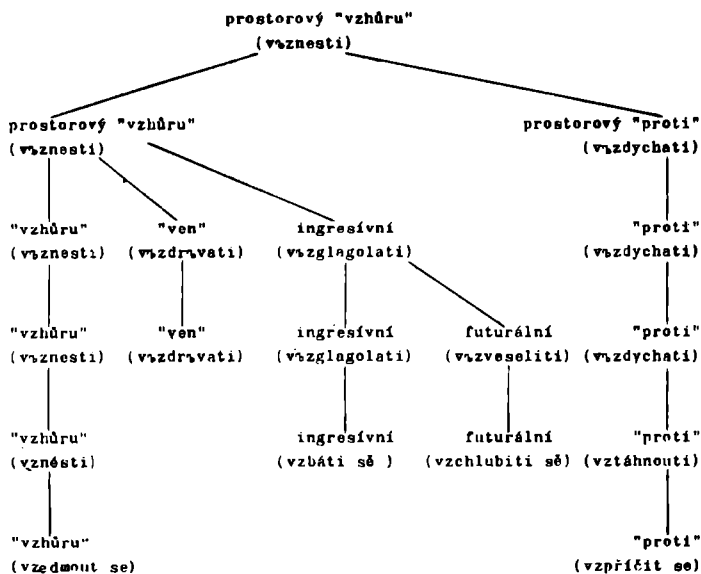 prostorový "vzhůru"
(vъznesti)
prostorový "vzhůru" prostorový "proti"
(vъznesti) (vъzdychati)
"vzhůru" "ven" ingresívní "proti"
(vъznesti) (vъzdrъvati) (vъzglagolati) (vъzdychati)
"vzhůru" "ven" ingresívní futurální "proti"
(vъznesti) (vъzdrъvati) (vъzglagolati) (vъzveseliti) (vъzdychati)
"vzhůru" ingresívní futurální "proti"
(vznésti) (vzbáti sě ) (vzchlubiti sě) (vztáhnouti)
"vzhůru" "proti"
(vzedmout se) (vzpříčit se)